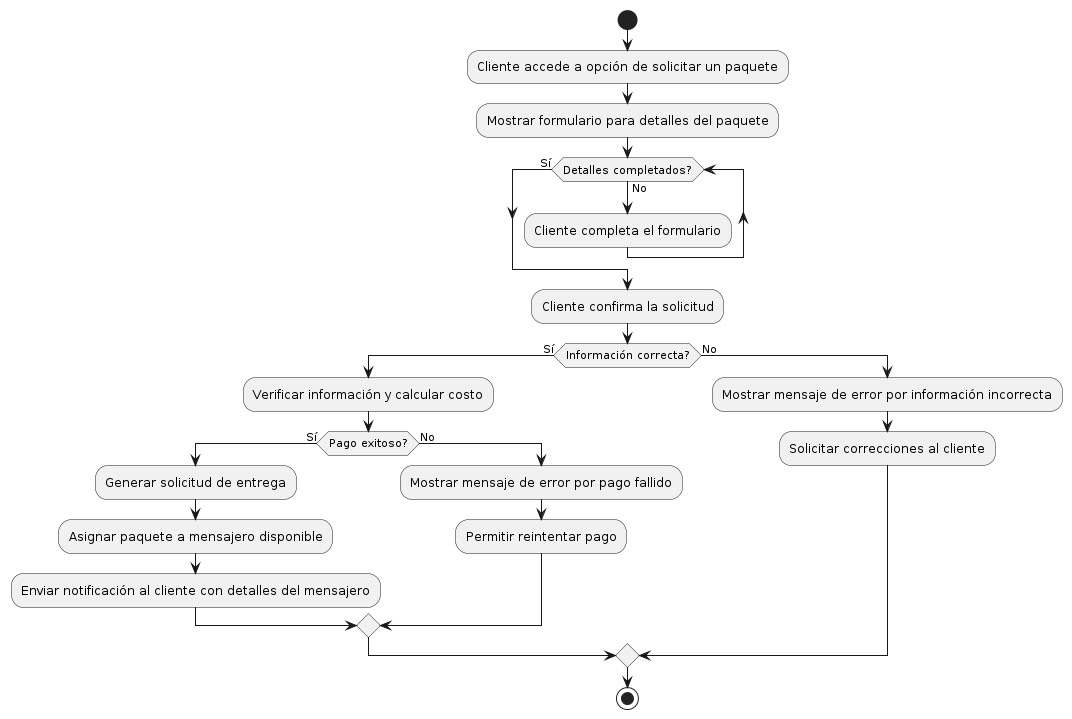 Cliente accede a opción de solicitar un paquete
Mostrar formulario para detalles del paquete
Sí
Detalles completados?
No
Cliente completa el formulario
Cliente confirma la solicitud
Sí
Información correcta?
No
Verificar información y calcular costo
Mostrar mensaje de error por información incorrecta
Sí
Pago exitoso?
No
Solicitar correcciones al cliente
Generar solicitud de entrega
Mostrar mensaje de error por pago fallido
Asignar paquete a mensajero disponible
Permitir reintentar pago
Enviar notificación al cliente con detalles del mensajero